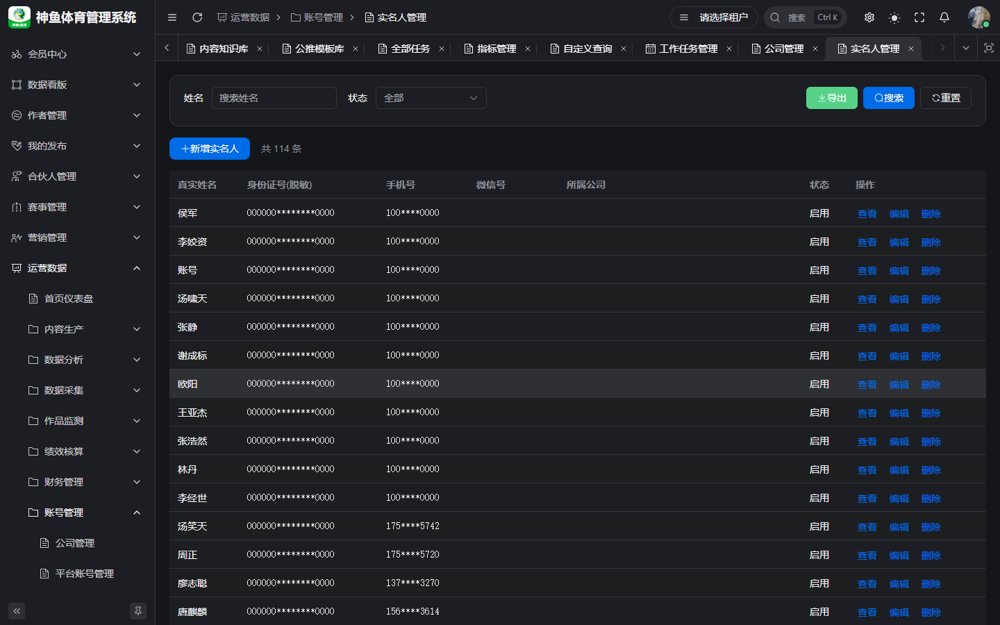 神鱼体育管理系统
运营数据 账号管理 实名人管理
请选择租户 搜索 Ctrl K
内容知识库 公推模板库 全部任务 指标管理 自定义查询 工作任务管理 公司管理 实名人管理
会员中心
数据看版
作者管理
我的发布
合伙人管理
赛事管理
营销管理
运营数据
首页仪表盘
内容生产
数据分析
数据采集
作品监测
绩效核算
财务管理
账号管理
公司管理
平台账号管理
姓名 搜索姓名 状态 全部 导出 搜索 重置
新增实名人 共 114 条
真实姓名 身份证号(脱敏) 手机号 微信号 所属公司 状态 操作
侯军 000000********0000 100****0000 启用 查看 编辑 删除
李姣资 000000********0000 100****0000 启用 查看 编辑 删除
账号 000000********0000 100****0000 启用 查看 编辑 删除
汤啸天 000000********0000 100****0000 启用 查看 编辑 删除
张静 000000********0000 100****0000 启用 查看 编辑 删除
谢成标 000000********0000 100****0000 启用 查看 编辑 删除
欧阳 000000********0000 100****0000 启用 查看 编辑 删除
王亚杰 000000********0000 100****0000 启用 查看 编辑 删除
张浩然 000000********0000 100****0000 启用 查看 编辑 删除
林丹 000000********0000 100****0000 启用 查看 编辑 删除
李经世 000000********0000 100****0000 启用 查看 编辑 删除
汤笑天 000000********0000 175****5742 启用 查看 编辑 删除
周正 000000********0000 175****5720 启用 查看 编辑 删除
廖志聪 000000********0000 137****3270 启用 查看 编辑 删除
唐麒麟 000000********0000 156****3614 启用 查看 编辑 删除